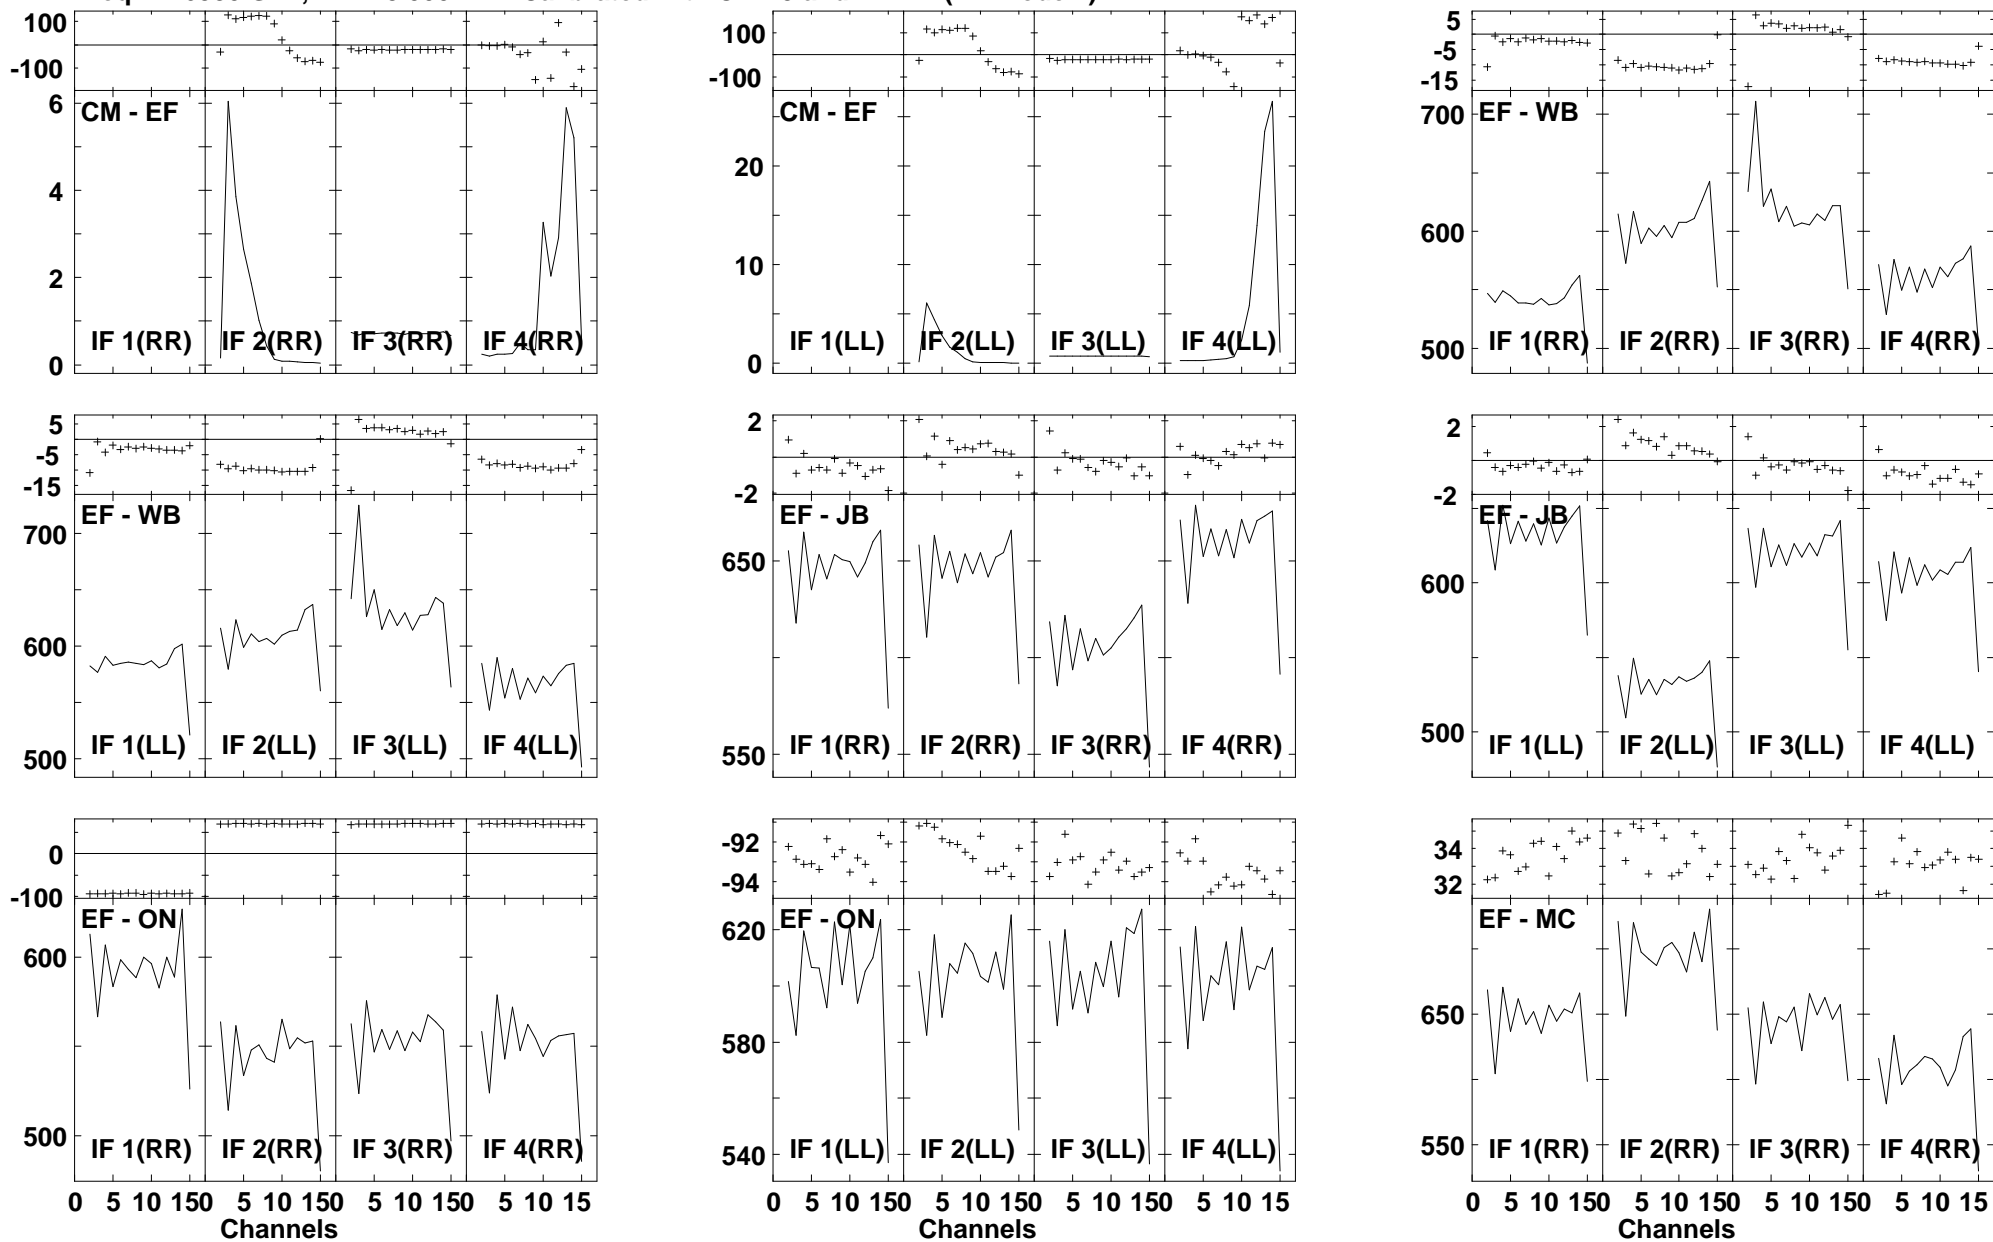 100
-100
CM - EF
6
4
2
0
IF 1(RR) IF 2(RR) IF 3(RR) IF 4(RR)
100
-100
CM - EF
20
10
0
IF 1(LL) IF 2(LL) IF 3(LL) IF 4(LL)
5
-5
-15
EF - WB
700
600
500
IF 1(RR) IF 2(RR) IF 3(RR) IF 4(RR)
5
-5
-15
EF - WB
700
600
500
IF 1(LL) IF 2(LL) IF 3(LL) IF 4(LL)
2
-2
EF - JB
650
550
IF 1(RR) IF 2(RR) IF 3(RR) IF 4(RR)
2
-2
EF - JB
600
500
IF 1(LL) IF 2(LL) IF 3(LL) IF 4(LL)
0
-100
EF - ON
600
500
IF 1(RR) IF 2(RR) IF 3(RR) IF 4(RR)
0 5 10 150 5 10 150 5 10 150 5 10 15
Channels
-92
-94
EF - ON
620
580
540
IF 1(LL) IF 2(LL) IF 3(LL) IF 4(LL)
0 5 10 150 5 10 150 5 10 150 5 10 15
Channels
34
32
EF - MC
650
550
IF 1(RR) IF 2(RR) IF 3(RR) IF 4(RR)
0 5 10 150 5 10 150 5 10 150 5 10 15
Channels